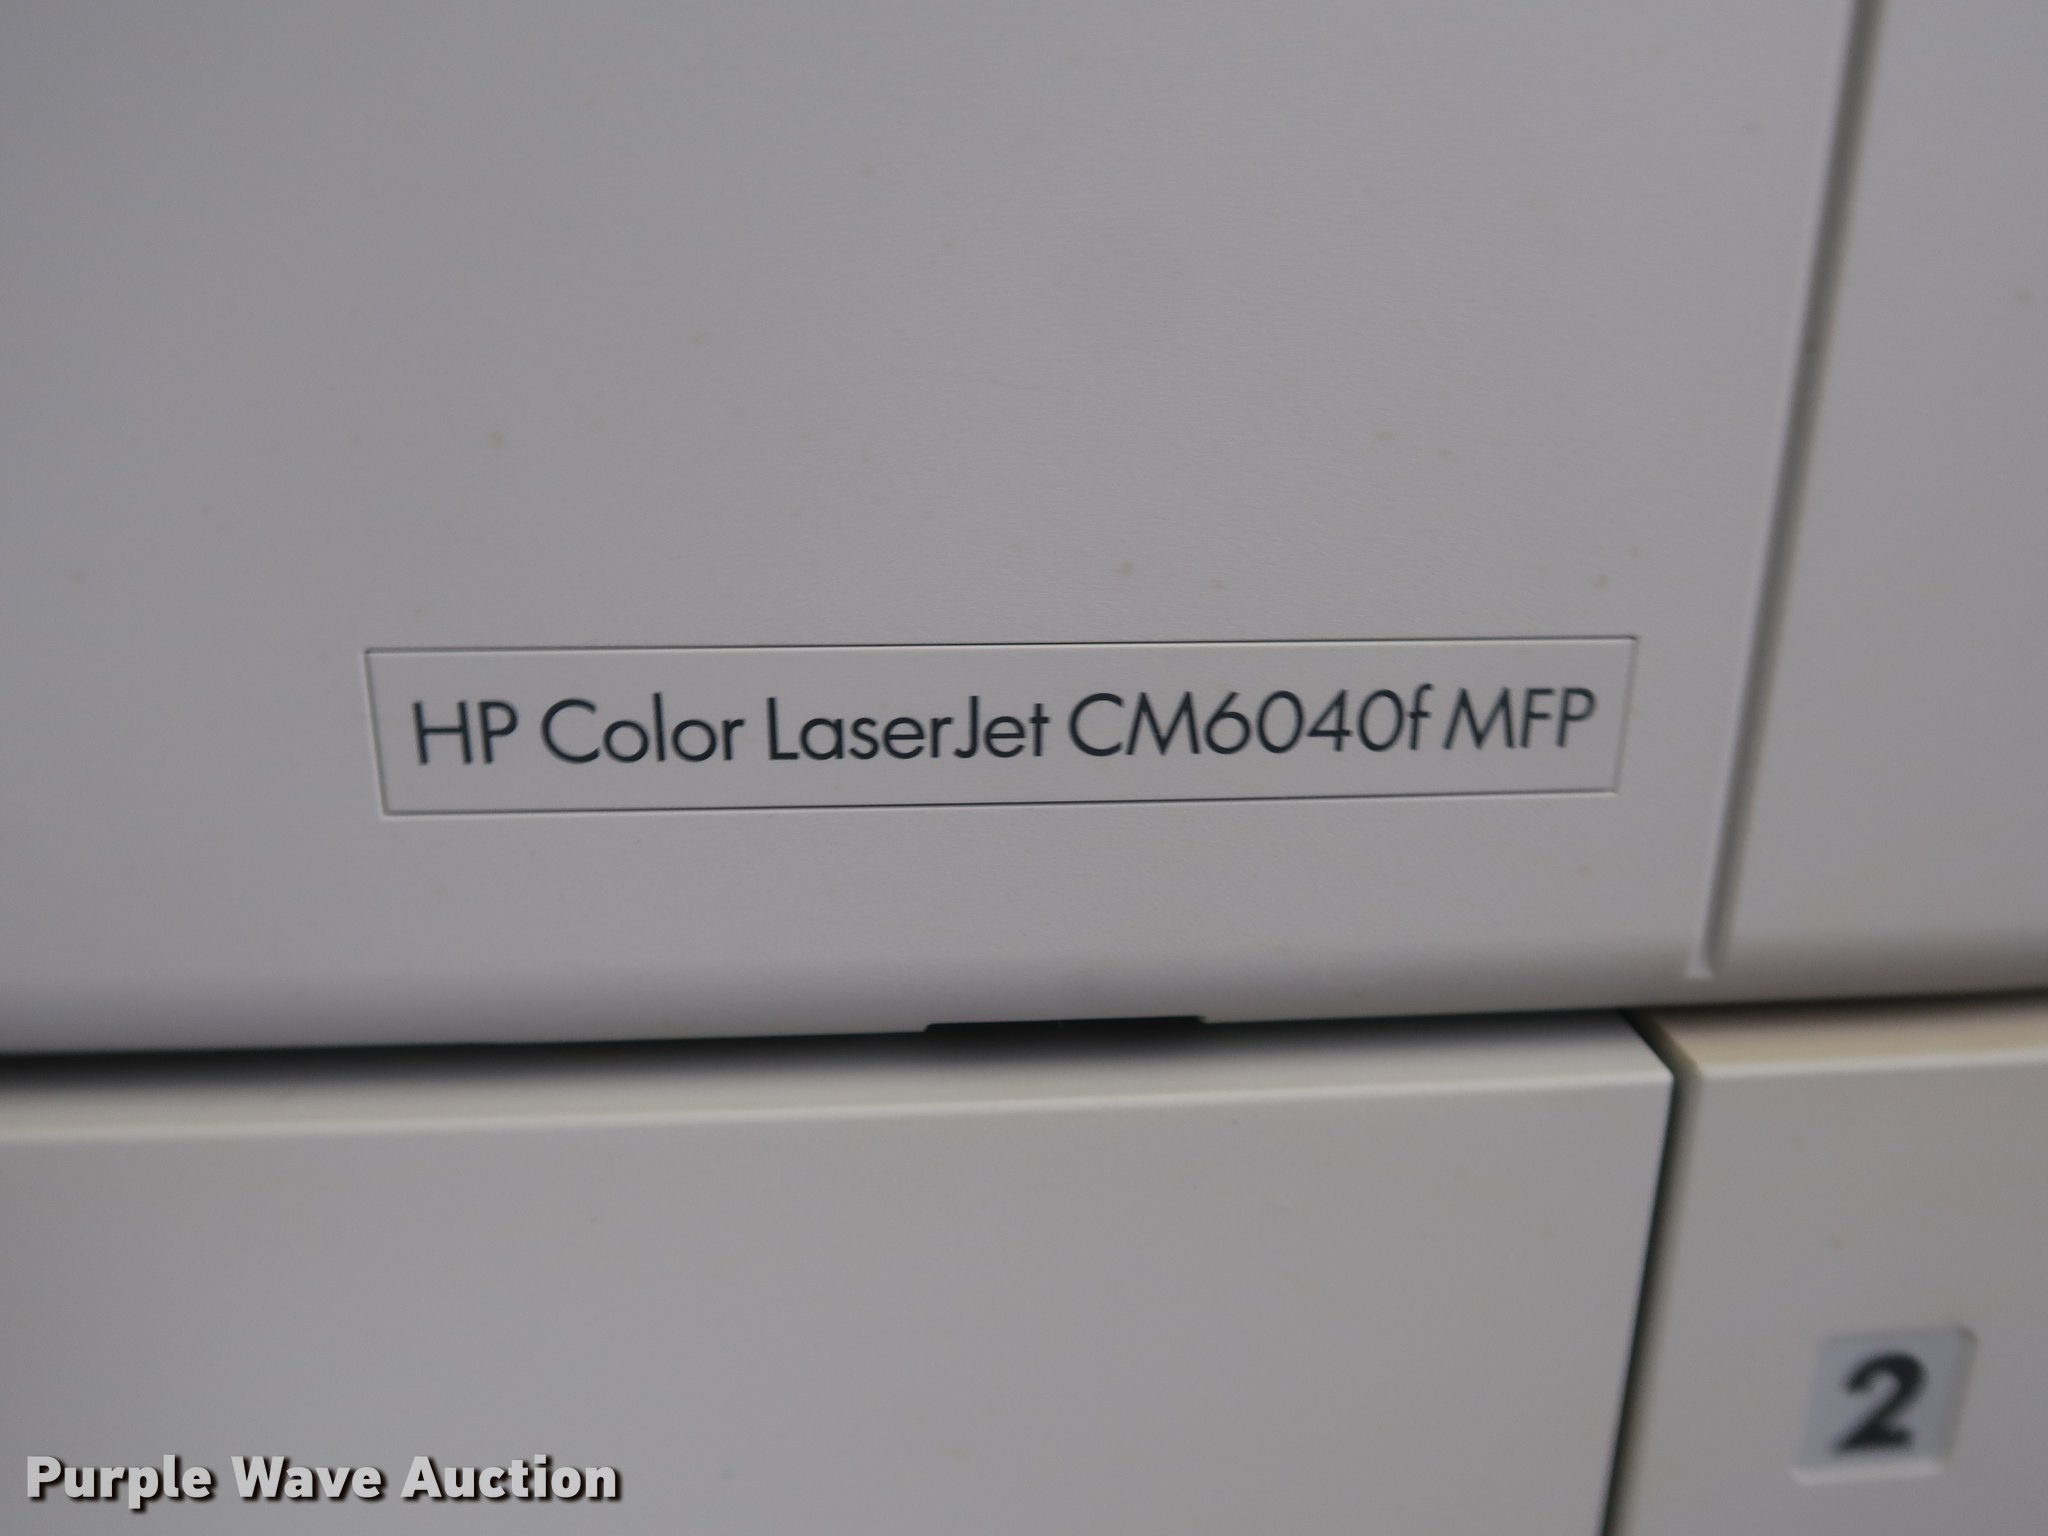 HP Color LaserJet CM6040f MFP
2
Purple Wave Auction